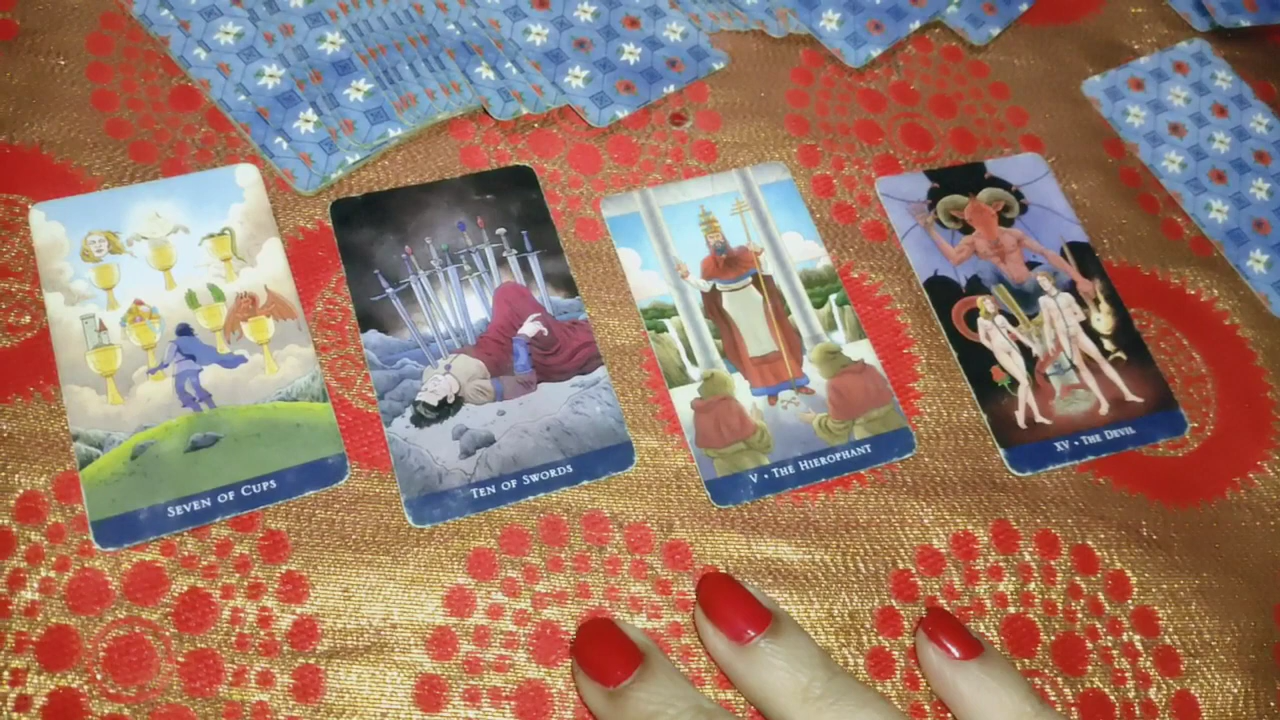 SEVEN OF CUPS
TEN OF SWORDS
V • THE HIEROPHANT
XV • THE DEVIL